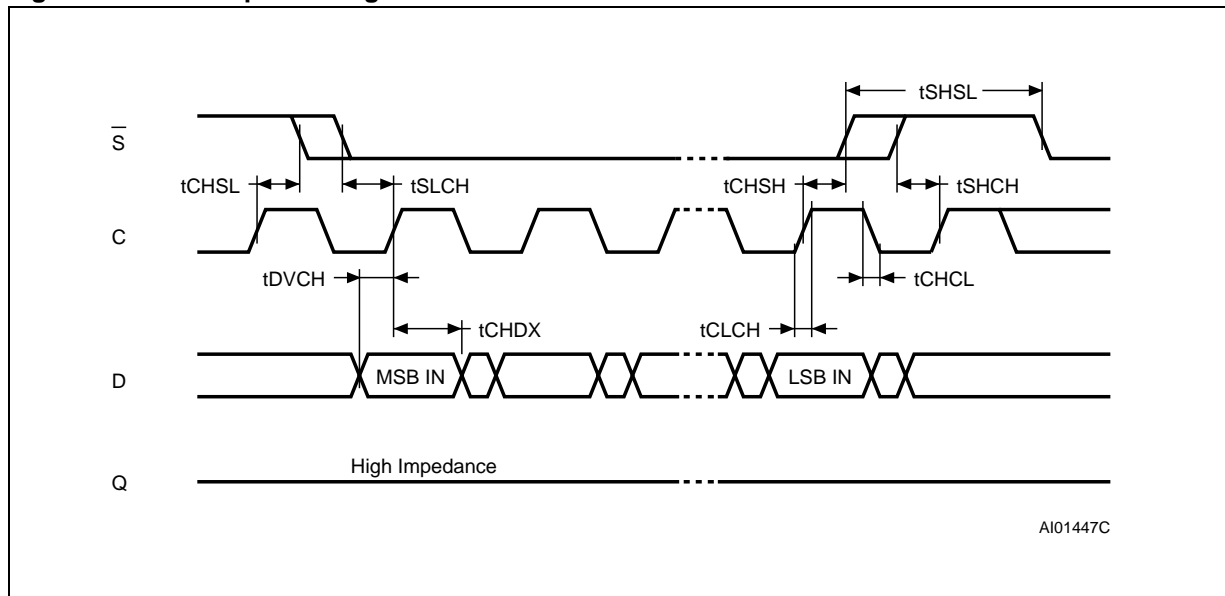 tSHSL
S
tCHSL
tSLCH
tCHSH
tSHCH
C
tDVCH
tCHCL
tCHDX
tCLCH
D
MSB IN
LSB IN
High Impedance
Q
AI01447C